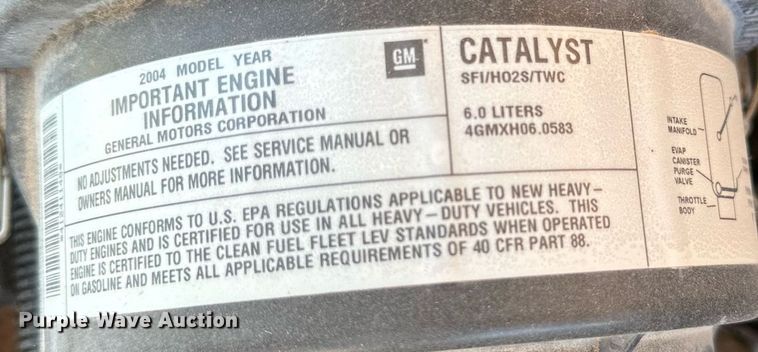 2004 MODEL YEAR
IMPORTANT ENGINE
INFORMATION
GENERAL MOTORS CORPORATION
GM
NO ADJUSTMENTS NEEDED. SEE SERVICE MANUAL OR
OWNERS MANUAL FOR MORE INFORMATION.
CATALYST
SFI/HO2S/TWC
6.0 LITERS
4GMXH06.0583
THIS ENGINE CONFORMS TO U.S. EPA REGULATIONS APPLICABLE TO NEW HEAVY-
DUTY ENGINES AND IS CERTIFIED FOR USE IN ALL HEAVY-DUTY VEHICLES. THIS
ENGINE IS CERTIFIED TO THE CLEAN FUEL FLEET LEV STANDARDS WHEN OPERATED
ON GASOLINE AND MEETS ALL APPLICABLE REQUIREMENTS OF 40 CFR PART 88.
INTAKE
MANIFOLD
EVAP
CANISTER
PURGE
VALVE
THROTTLE
BODY
Purple Wave Auction